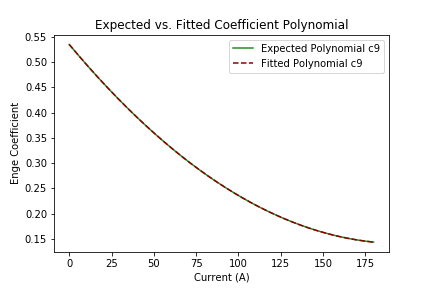 Expected vs. Fitted Coefficient Polynomial
Expected Polynomial c9
Fitted Polynomial c9
Enge Coefficient
0.55
0.50
0.45
0.40
0.35
0.30
0.25
0.20
0.15
0 25 50 75 100 125 150 175
Current (A)